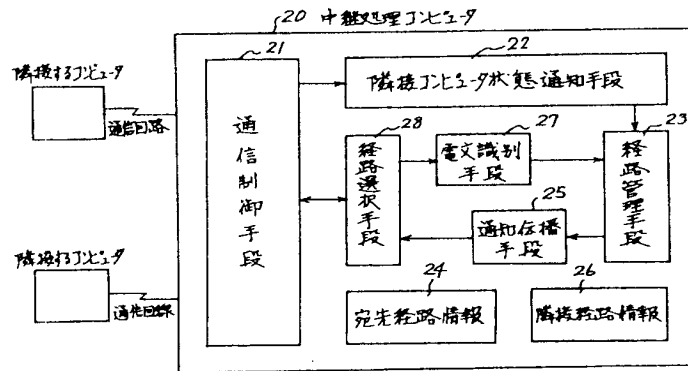 20 中継処理コンピュータ
21
22
隣接するコンピュータ
通信回路
隣接コンピュータ状態通知手段
通信制御手段
28
経路選択手段
27
電文識別手段
23
経路管理手段
25
通知伝播手段
隣接するコンピュータ
通信回線
24
宛先経路情報
26
隣接経路情報